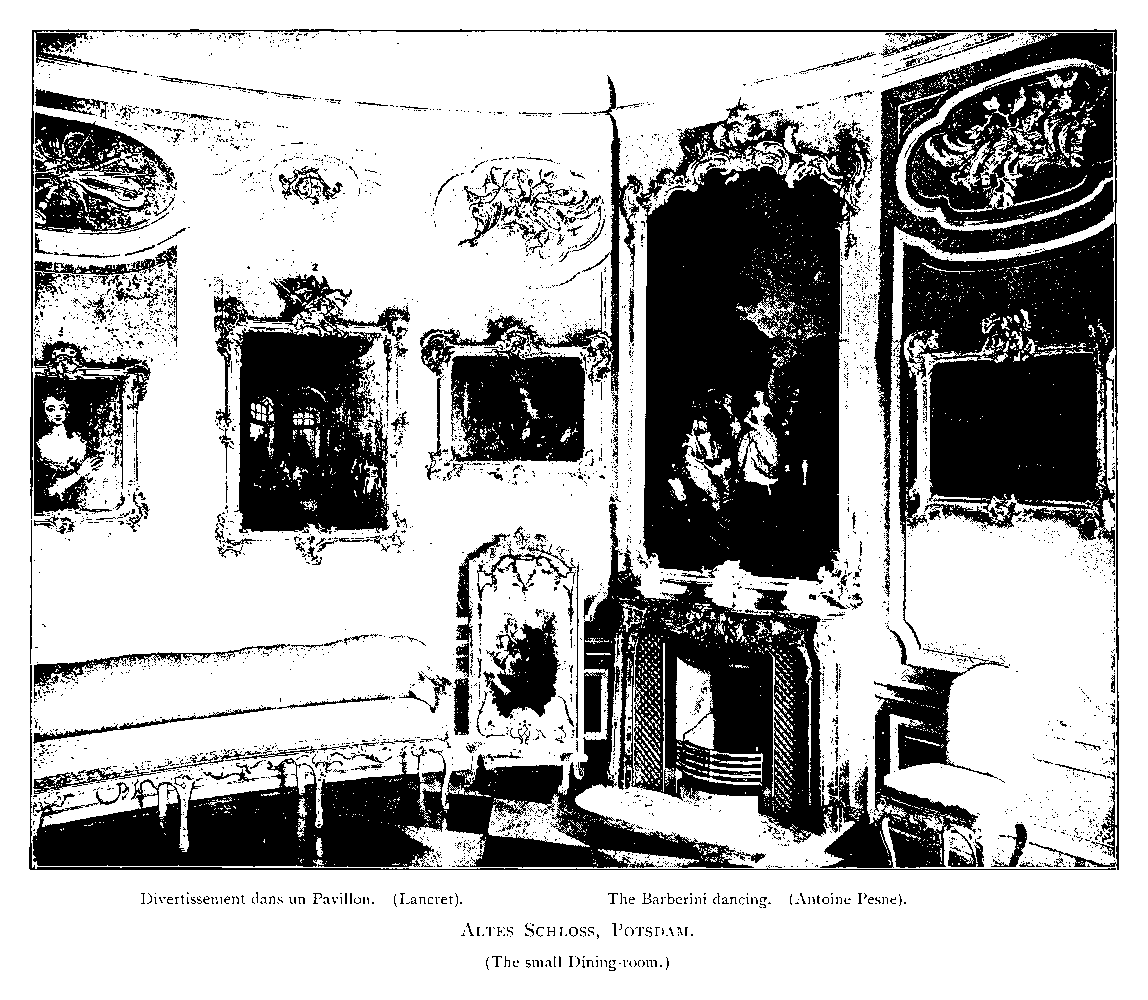 Divertissement dans un Pavillon. (Lancret). The Barberini dancing. (Antoine Pesne).
ALTES SCHLOSS, POTSDAM.
(The small Dining-room.)